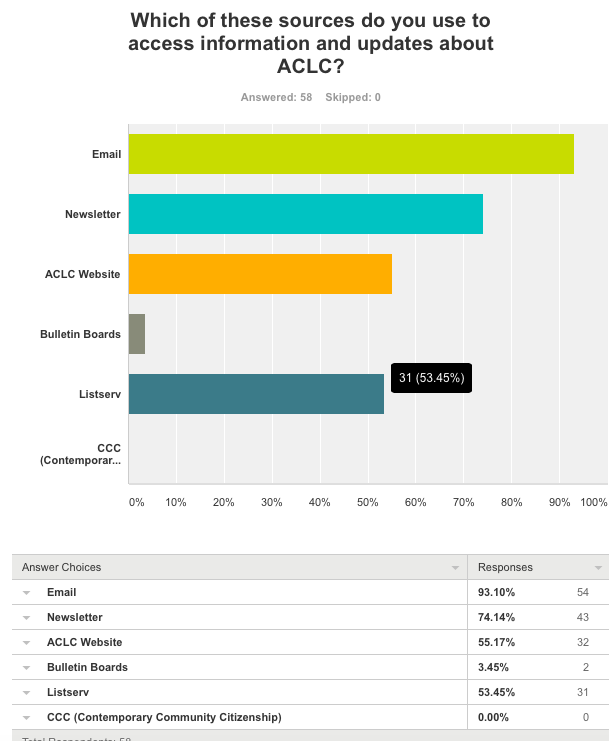 Which of these sources do you use to
access information and updates about
ACLC?
Answered: 58 Skipped: 0
Email
Newsletter
ACLC Website
Bulletin Boards
Listserv
31 (53.45%)
CCC
(Contemporar...
0% 10% 20% 30% 40% 50% 60% 70% 80% 90% 100%
Answer Choices Responses
Email 93.10% 54
Newsletter 74.14% 43
ACLC Website 55.17% 32
Bulletin Boards 3.45% 2
Listserv 53.45% 31
CCC (Contemporary Community Citizenship) 0.00% 0
Total Respondents: 58